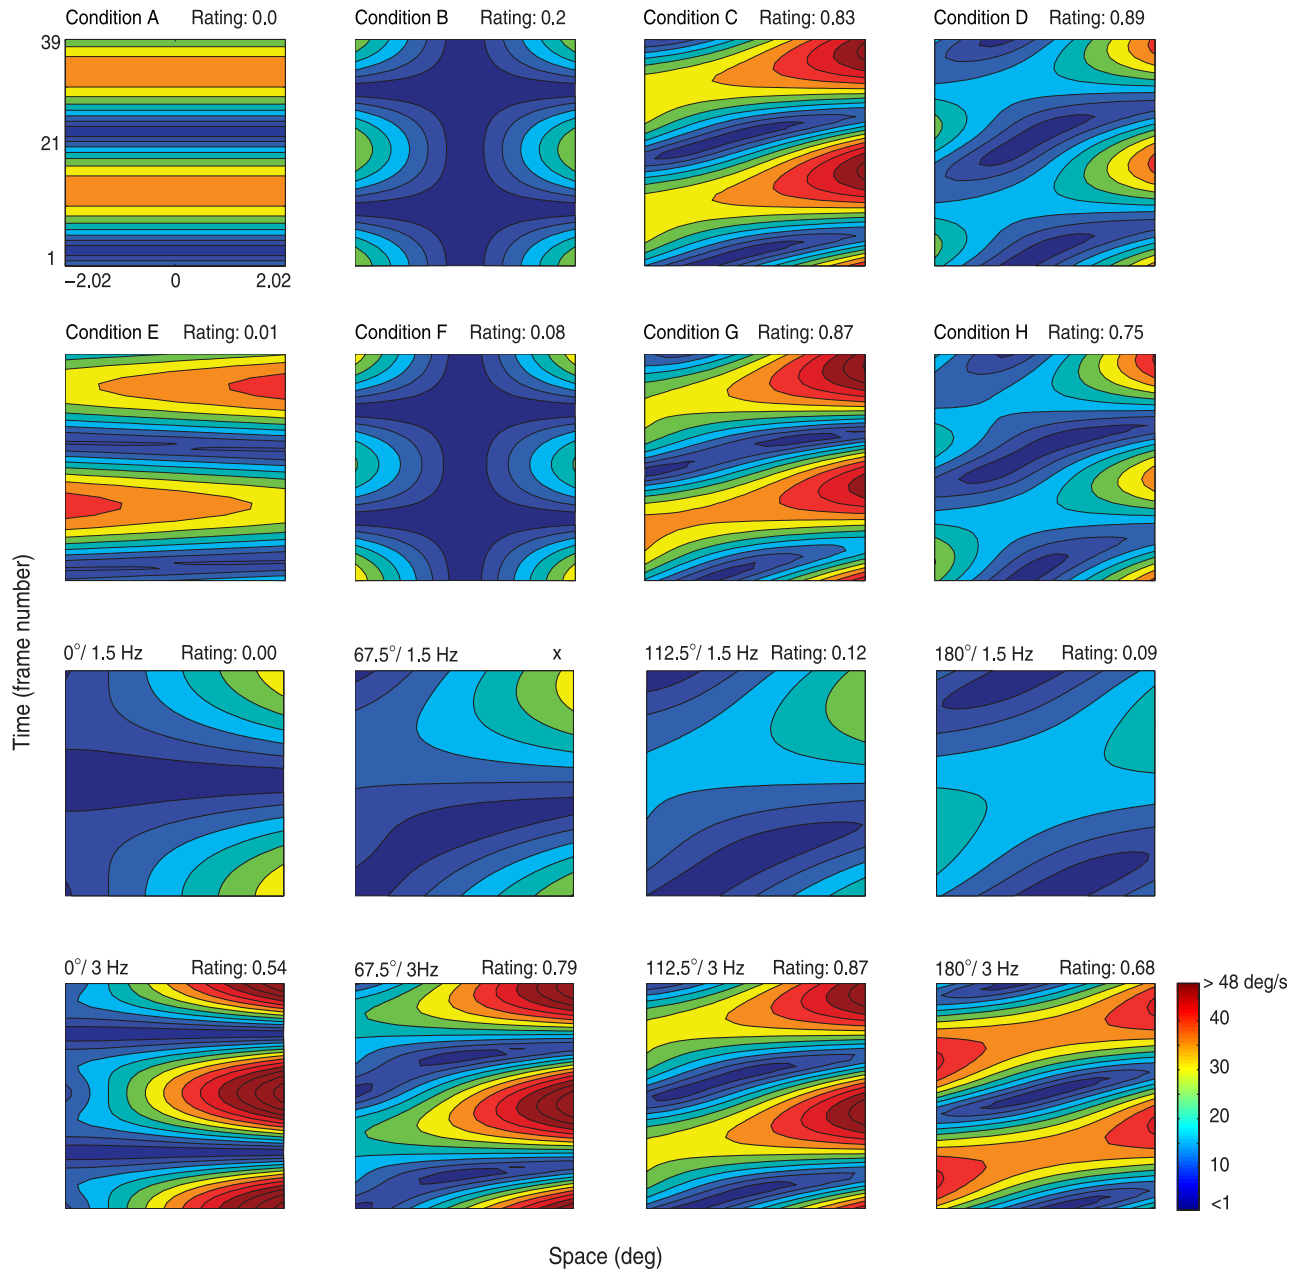 Condition A Rating: 0.0
Condition B Rating: 0.2
Condition C Rating: 0.83
Condition D Rating: 0.89
39
21
1
−2.02 0 2.02
Condition E Rating: 0.01
Condition F Rating: 0.08
Condition G Rating: 0.87
Condition H Rating: 0.75
Time (frame number)
0°/ 1.5 Hz Rating: 0.00
67.5°/ 1.5 Hz x
112.5°/ 1.5 Hz Rating: 0.12
180°/ 1.5 Hz Rating: 0.09
0°/ 3 Hz Rating: 0.54
67.5°/ 3Hz Rating: 0.79
112.5°/ 3 Hz Rating: 0.87
180°/ 3 Hz Rating: 0.68
> 48 deg/s
40
30
20
10
<1
Space (deg)